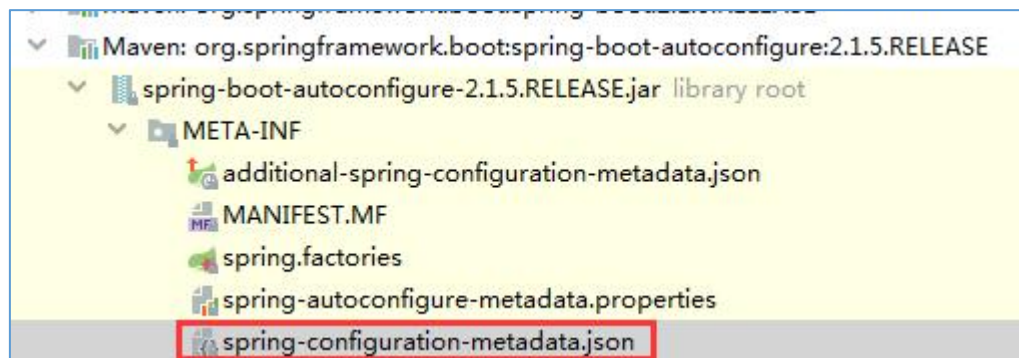 Maven: org.springframework.boot:spring-boot-autoconfigure:2.1.5.RELEASE
spring-boot-autoconfigure-2.1.5.RELEASE.jar library root
META-INF
additional-spring-configuration-metadata.json
MANIFEST.MF
spring.factories
spring-autoconfigure-metadata.properties
spring-configuration-metadata.json